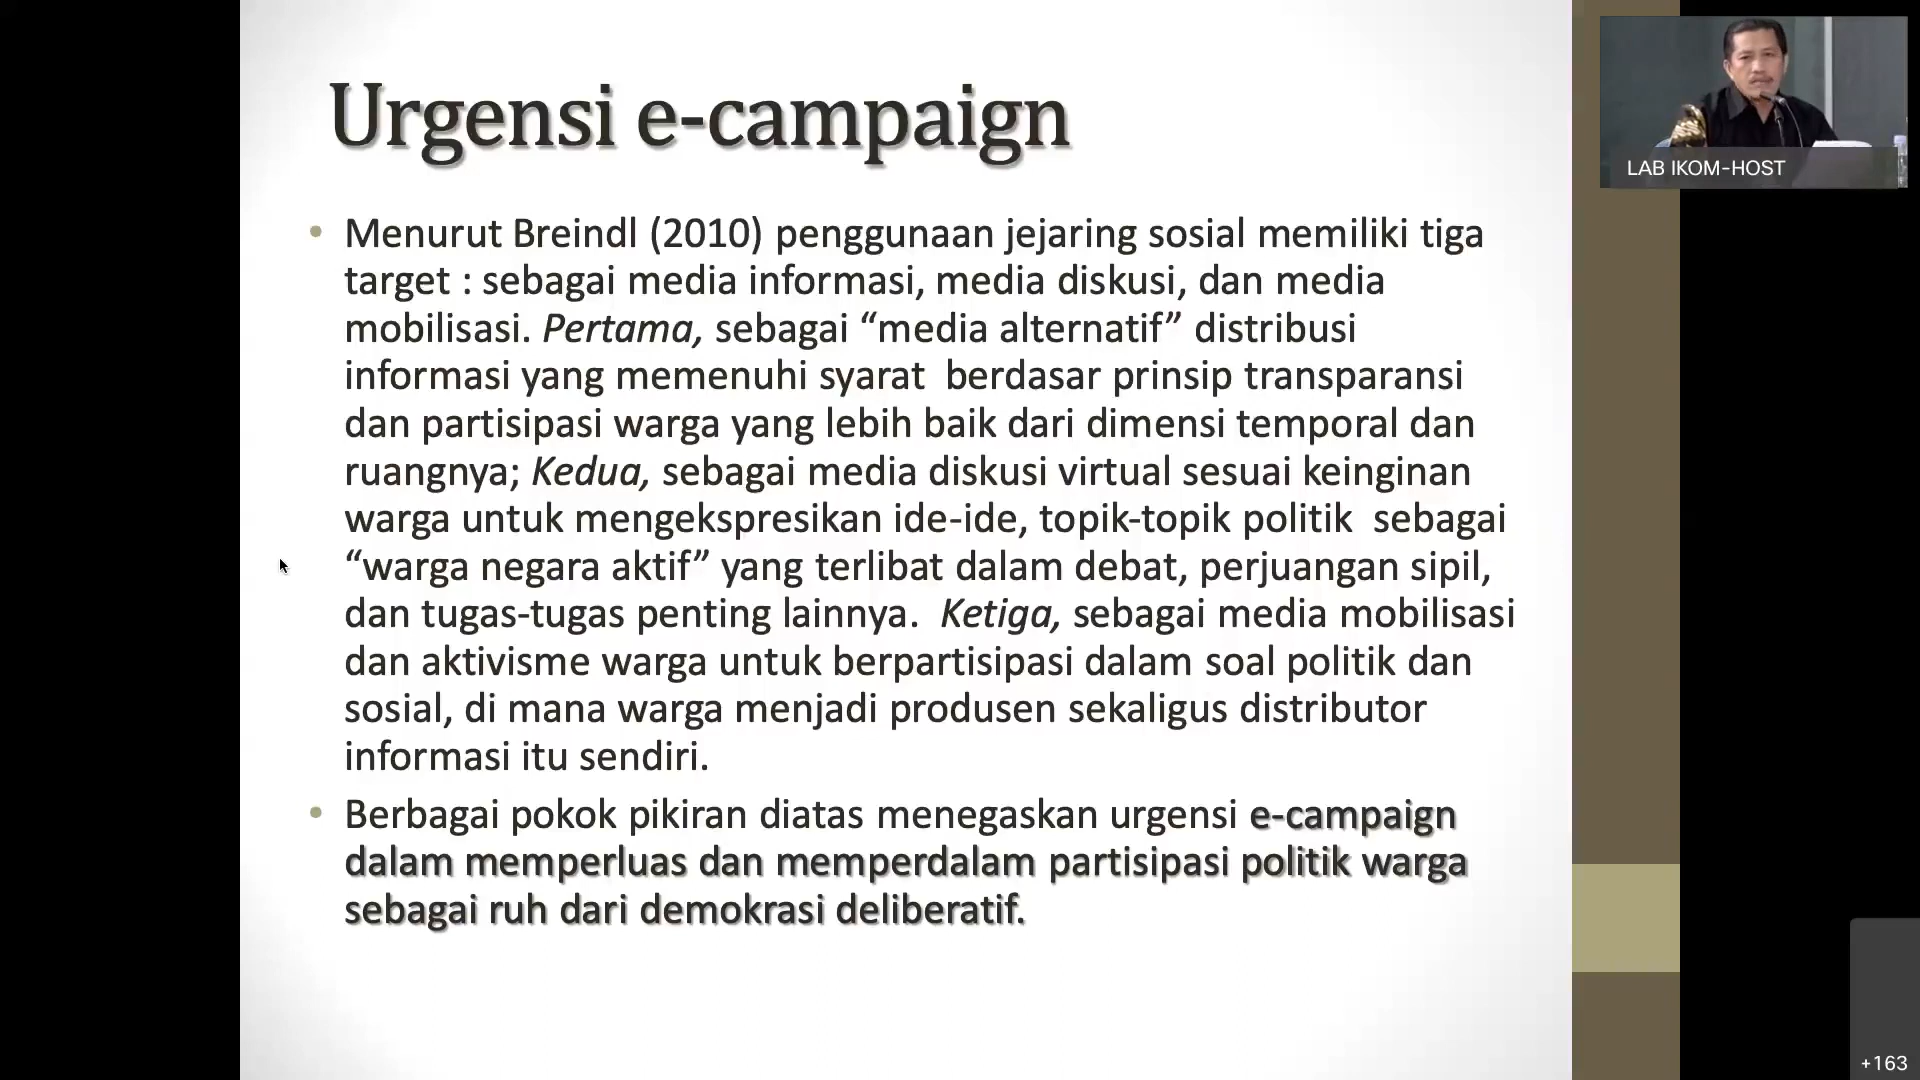 Urgensi e-campaign
LAB IKOM-HOST
• Menurut Breindl (2010) penggunaan jejaring sosial memiliki tiga
target : sebagai media informasi, media diskusi, dan media
mobilisasi. Pertama, sebagai “media alternatif” distribusi
informasi yang memenuhi syarat  berdasar prinsip transparansi
dan partisipasi warga yang lebih baik dari dimensi temporal dan
ruangnya; Kedua, sebagai media diskusi virtual sesuai keinginan
warga untuk mengekspresikan ide-ide, topik-topik politik  sebagai
“warga negara aktif” yang terlibat dalam debat, perjuangan sipil,
dan tugas-tugas penting lainnya.  Ketiga, sebagai media mobilisasi
dan aktivisme warga untuk berpartisipasi dalam soal politik dan
sosial, di mana warga menjadi produsen sekaligus distributor
informasi itu sendiri.
• Berbagai pokok pikiran diatas menegaskan urgensi e-campaign
dalam memperluas dan memperdalam partisipasi politik warga
sebagai ruh dari demokrasi deliberatif.
+163